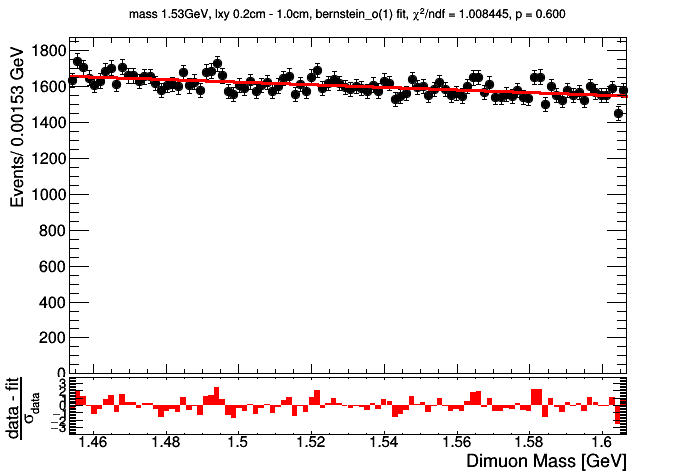 mass 1.53GeV, lxy 0.2cm - 1.0cm, bernstein_o(1) fit, χ²/ndf = 1.008445, p = 0.600
Events/ 0.00153 GeV
1800
1600
1400
1200
1000
800
600
400
200
0
data - fit
σdata
3
2
1
0
−1
−2
−3
1.46 1.48 1.5 1.52 1.54 1.56 1.58 1.6
Dimuon Mass [GeV]